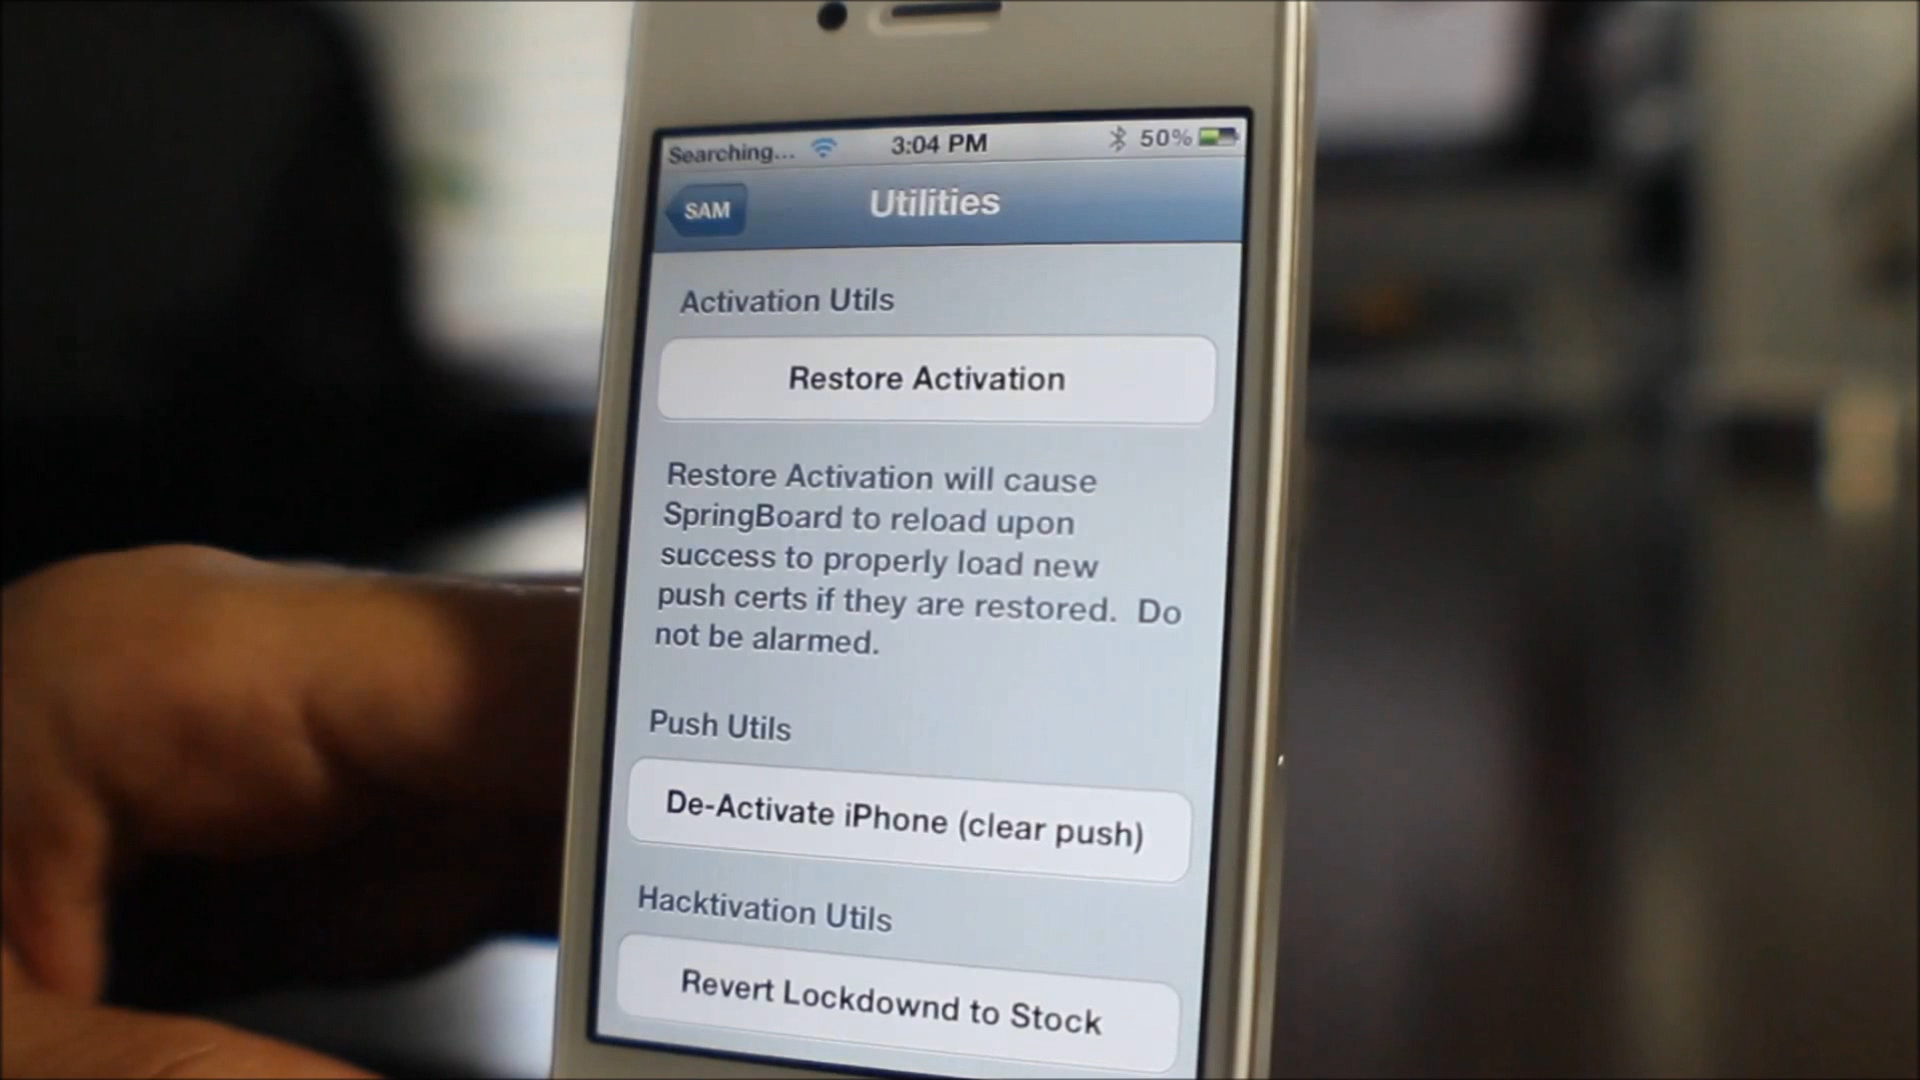 Searching... 3:04 PM 50%
SAM Utilities
Activation Utils
Restore Activation
Restore Activation will cause
SpringBoard to reload upon
success to properly load new
push certs if they are restored.  Do
not be alarmed.
Push Utils
De-Activate iPhone (clear push)
Hacktivation Utils
Revert Lockdownd to Stock